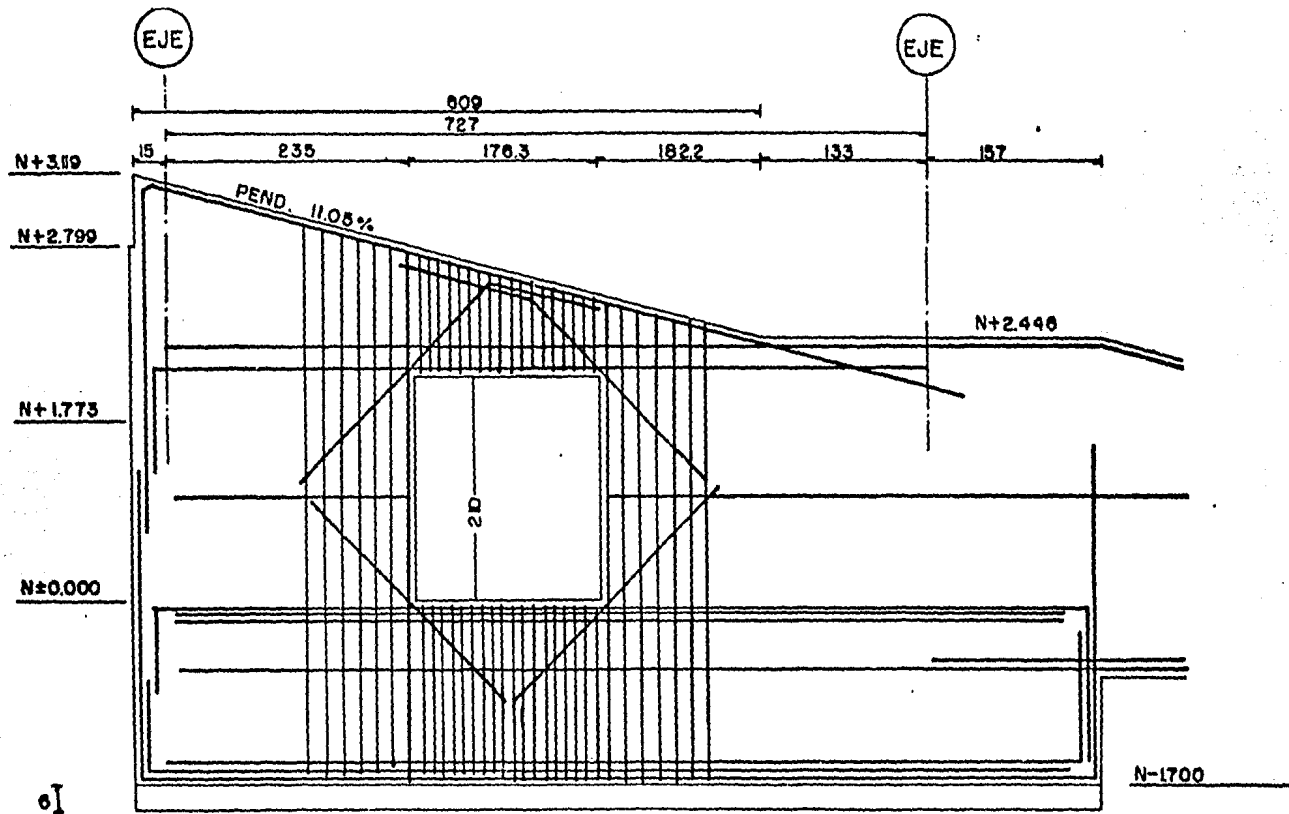 EJE
EJE
609
727
15 235 176.3 182.2 133 157
N+3.119
PEND. 11.05%
N+2.799
N+2.446
N+1.773
210
N±0.000
N-1.700
6